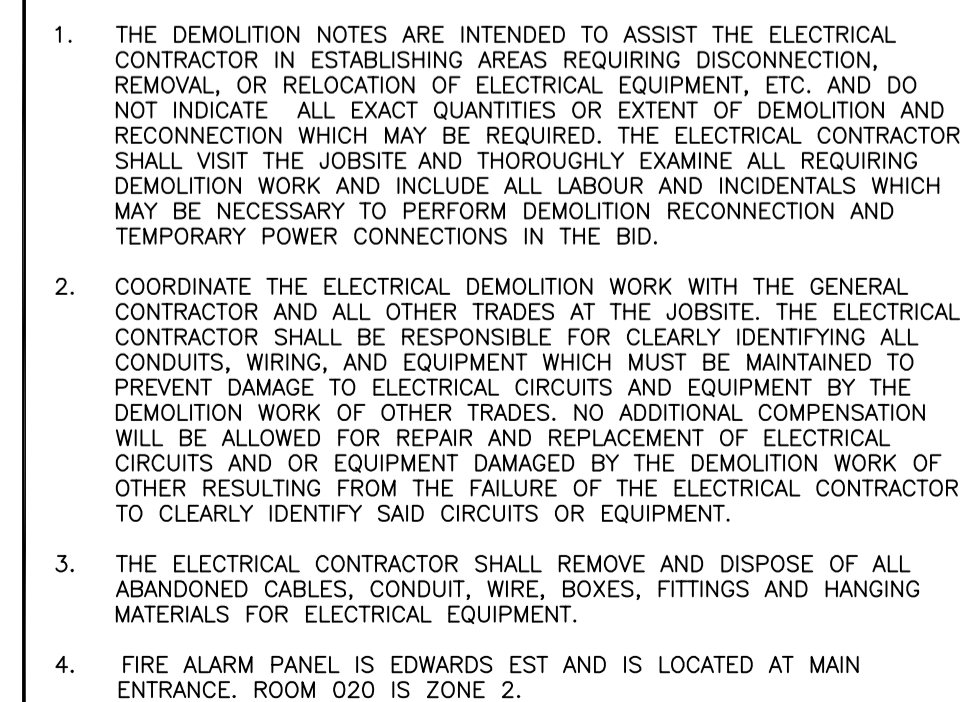 1. THE DEMOLITION NOTES ARE INTENDED TO ASSIST THE ELECTRICAL
CONTRACTOR IN ESTABLISHING AREAS REQUIRING DISCONNECTION,
REMOVAL, OR RELOCATION OF ELECTRICAL EQUIPMENT, ETC. AND DO
NOT INDICATE ALL EXACT QUANTITIES OR EXTENT OF DEMOLITION AND
RECONNECTION WHICH MAY BE REQUIRED. THE ELECTRICAL CONTRACTOR
SHALL VISIT THE JOBSITE AND THOROUGHLY EXAMINE ALL REQUIRING
DEMOLITION WORK AND INCLUDE ALL LABOUR AND INCIDENTALS WHICH
MAY BE NECESSARY TO PERFORM DEMOLITION RECONNECTION AND
TEMPORARY POWER CONNECTIONS IN THE BID.
2. COORDINATE THE ELECTRICAL DEMOLITION WORK WITH THE GENERAL
CONTRACTOR AND ALL OTHER TRADES AT THE JOBSITE. THE ELECTRICAL
CONTRACTOR SHALL BE RESPONSIBLE FOR CLEARLY IDENTIFYING ALL
CONDUITS, WIRING, AND EQUIPMENT WHICH MUST BE MAINTAINED TO
PREVENT DAMAGE TO ELECTRICAL CIRCUITS AND EQUIPMENT BY THE
DEMOLITION WORK OF OTHER TRADES. NO ADDITIONAL COMPENSATION
WILL BE ALLOWED FOR REPAIR AND REPLACEMENT OF ELECTRICAL
CIRCUITS AND OR EQUIPMENT DAMAGED BY THE DEMOLITION WORK OF
OTHER RESULTING FROM THE FAILURE OF THE ELECTRICAL CONTRACTOR
TO CLEARLY IDENTIFY SAID CIRCUITS OR EQUIPMENT.
3. THE ELECTRICAL CONTRACTOR SHALL REMOVE AND DISPOSE OF ALL
ABANDONED CABLES, CONDUIT, WIRE, BOXES, FITTINGS AND HANGING
MATERIALS FOR ELECTRICAL EQUIPMENT.
4. FIRE ALARM PANEL IS EDWARDS EST AND IS LOCATED AT MAIN
ENTRANCE. ROOM 020 IS ZONE 2.